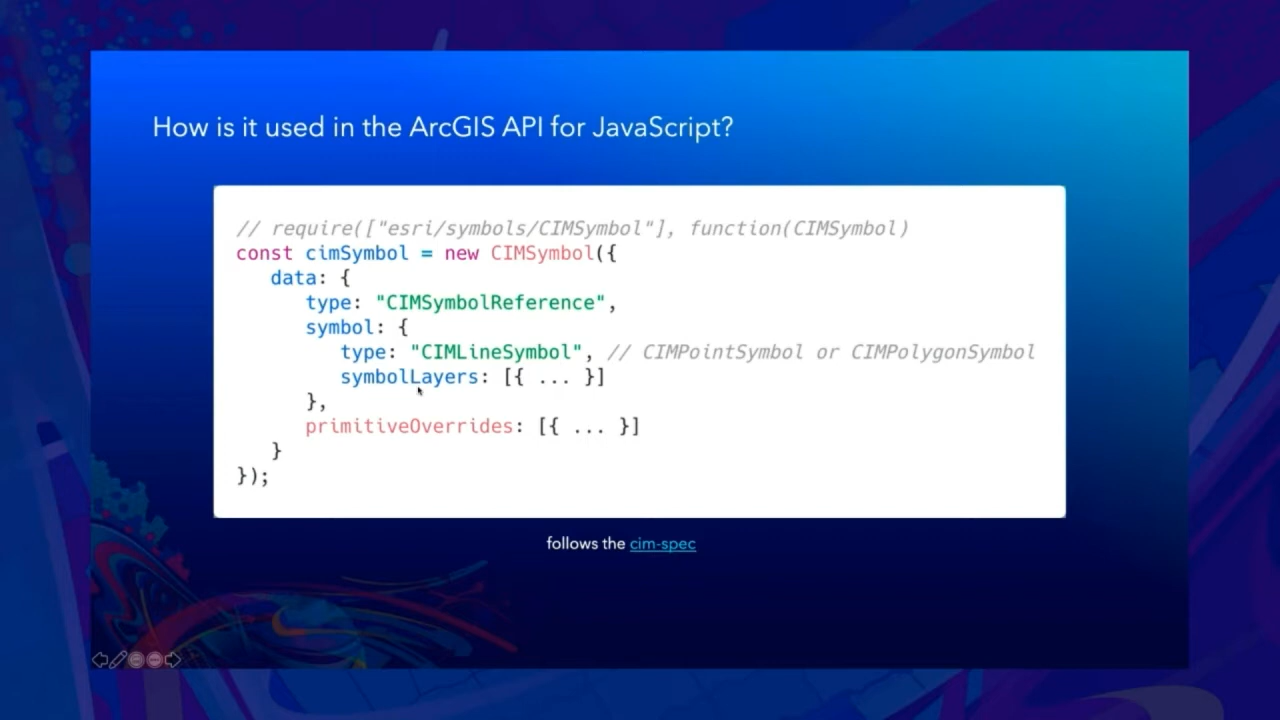 How is it used in the ArcGIS API for JavaScript?
// require(["esri/symbols/CIMSymbol"], function(CIMSymbol)
const cimSymbol = new CIMSymbol({
data: {
type: "CIMSymbolReference",
symbol: {
type: "CIMLineSymbol", // CIMPointSymbol or CIMPolygonSymbol
symbolLayers: [{ ... }]
},
primitiveOverrides: [{ ... }]
}
});
follows the cim-spec